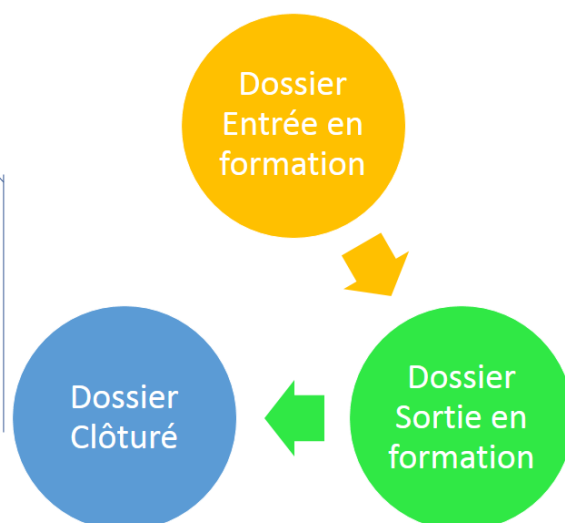 Dossier
Entrée en
formation
Dossier
Sortie en
formation
Dossier
Clôturé